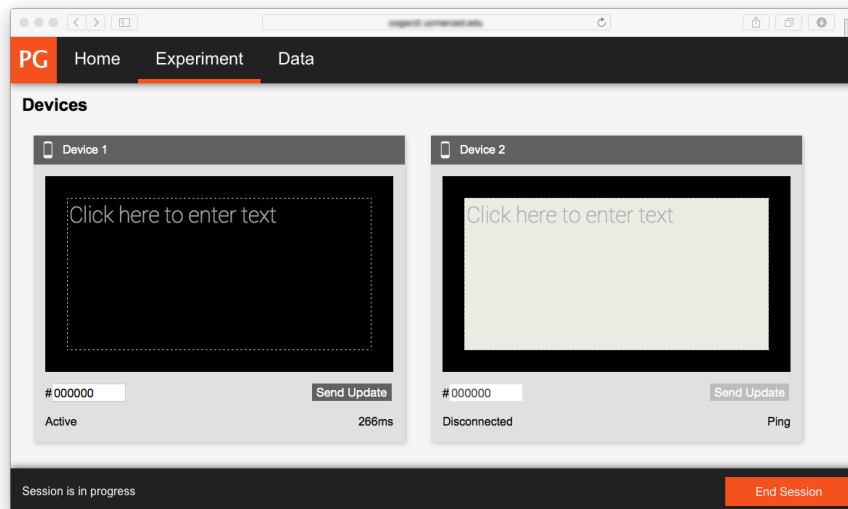 PG Home Experiment Data
Devices
Device 1
Click here to enter text
#000000 Send Update
Active 266ms
Device 2
Click here to enter text
#000000 Send Update
Disconnected Ping
Session is in progress End Session